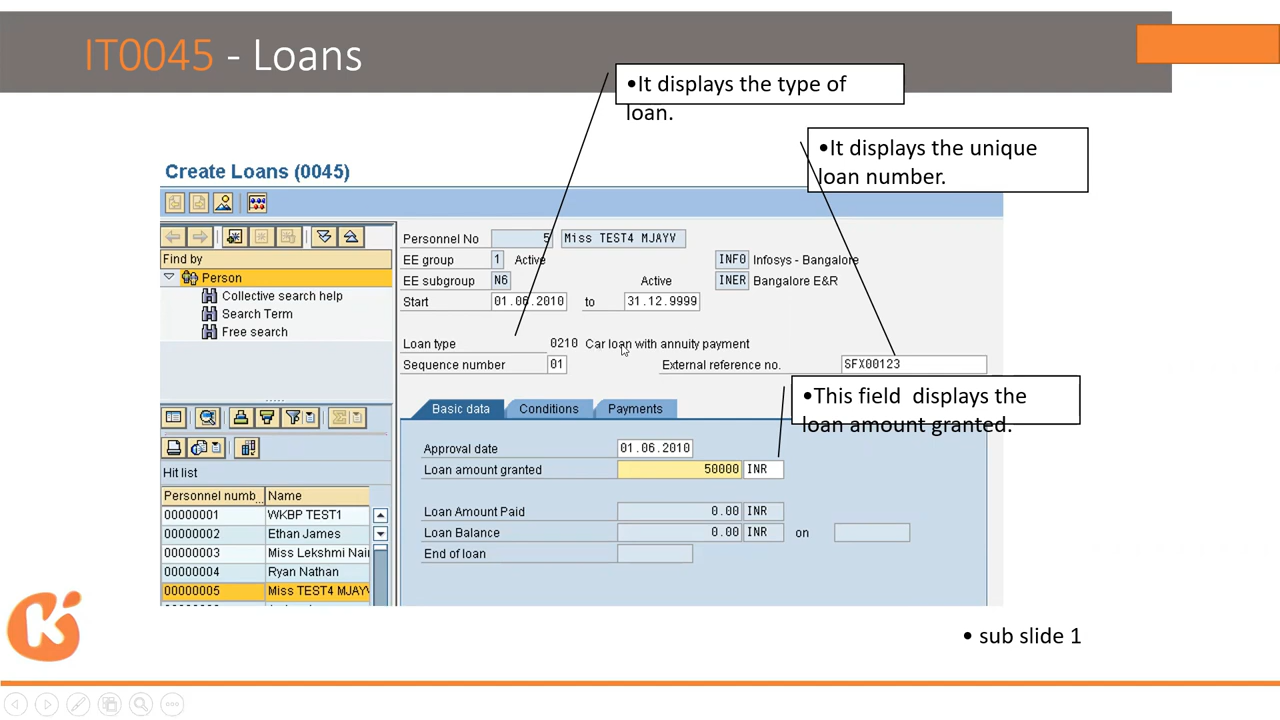 IT0045 - Loans
•It displays the type of
loan.
•It displays the unique
loan number.
Create Loans (0045)
Find by
Person
Collective search help
Search Term
Free search
Personnel No 5 Miss TEST4 MJAYV
EE group 1 Active INF0 Infosys - Bangalore
EE subgroup N6 Active INER Bangalore E&R
Start 01.06.2010 to 31.12.9999
Loan type 0210 Car loan with annuity payment
Sequence number 01 External reference no. SFX00123
•This field displays the
loan amount granted.
Basic data Conditions Payments
Approval date 01.06.2010
Loan amount granted 50000 INR
Loan Amount Paid 0.00 INR
Loan Balance 0.00 INR on
End of loan
Hit list
Personnel numb... Name
00000001 WKBP TEST1
00000002 Ethan James
00000003 Miss Lekshmi Nair
00000004 Ryan Nathan
00000005 Miss TEST4 MJAYV
K
• sub slide 1